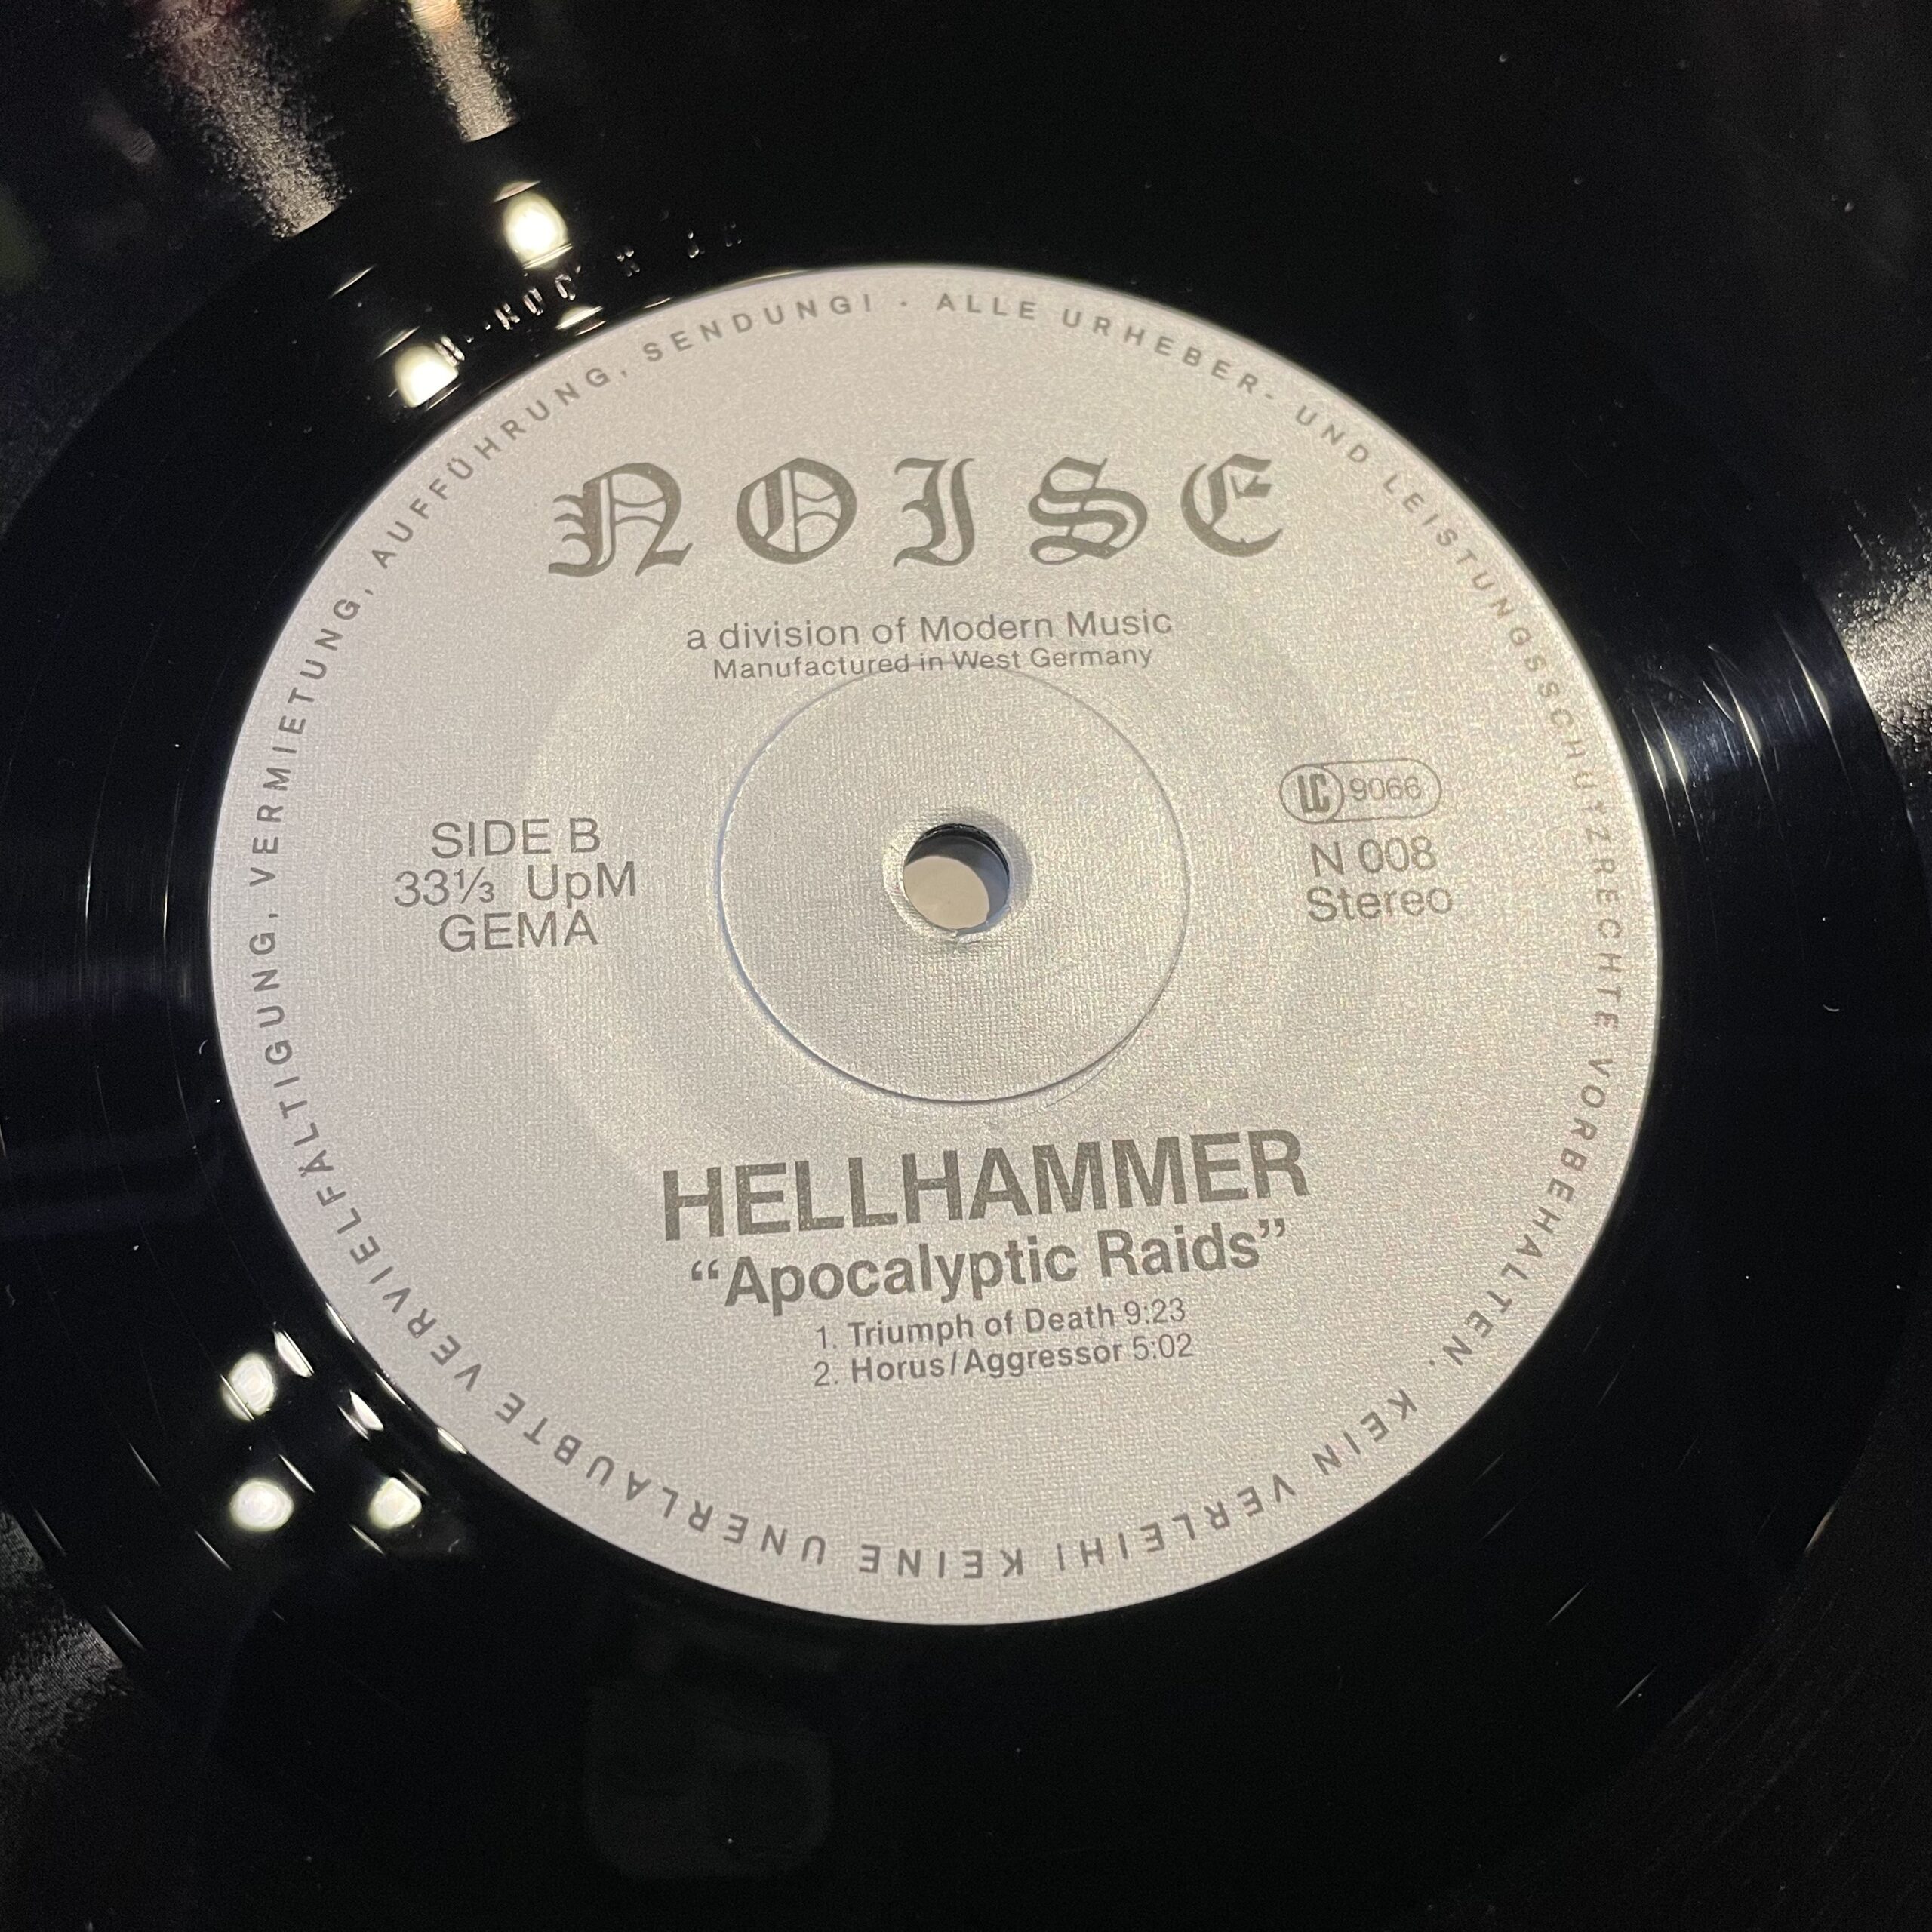 ALLE URHEBER- UND LEISTUNGSSCHUTZRECHTE VORBEHALTEN. KEIN VERLEIH! KEINE UNERLAUBTE VERVIELFÄLTIGUNG, VERMIETUNG, AUFFÜHRUNG, SENDUNG! ·
NOISE
a division of Modern Music
Manufactured in West Germany
SIDE B
33⅓ UpM
GEMA
LC 9066
N 008
Stereo
HELLHAMMER
“Apocalyptic Raids”
1. Triumph of Death 9:23
2. Horus/Aggressor 5:02